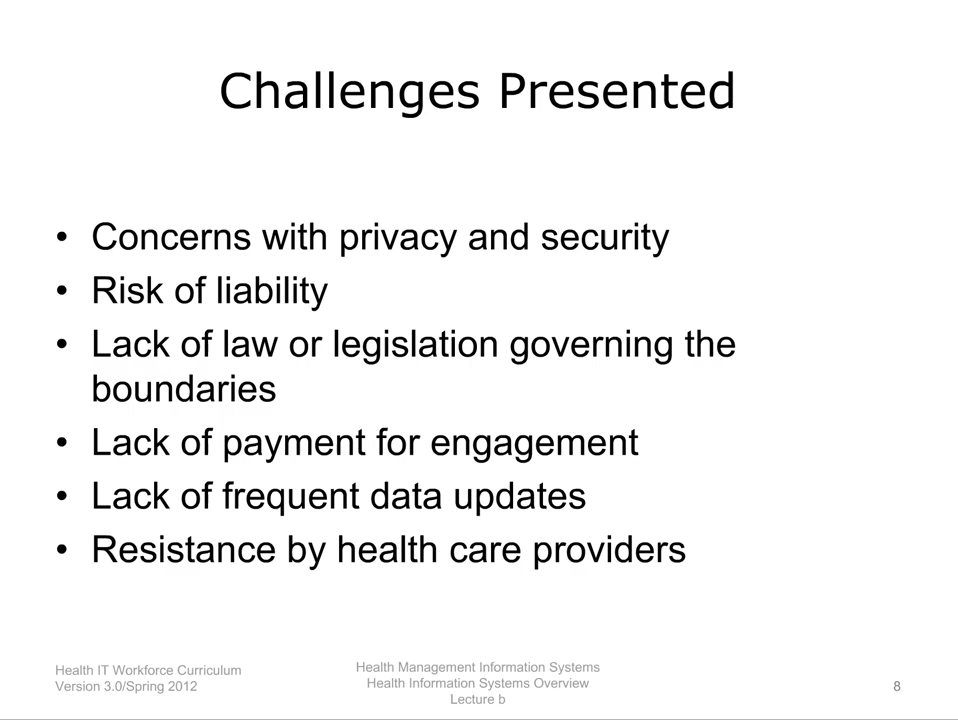 Challenges Presented
• Concerns with privacy and security
• Risk of liability
• Lack of law or legislation governing the
boundaries
• Lack of payment for engagement
• Lack of frequent data updates
• Resistance by health care providers
Health IT Workforce Curriculum
Version 3.0/Spring 2012
Health Management Information Systems
Health Information Systems Overview
Lecture b
8